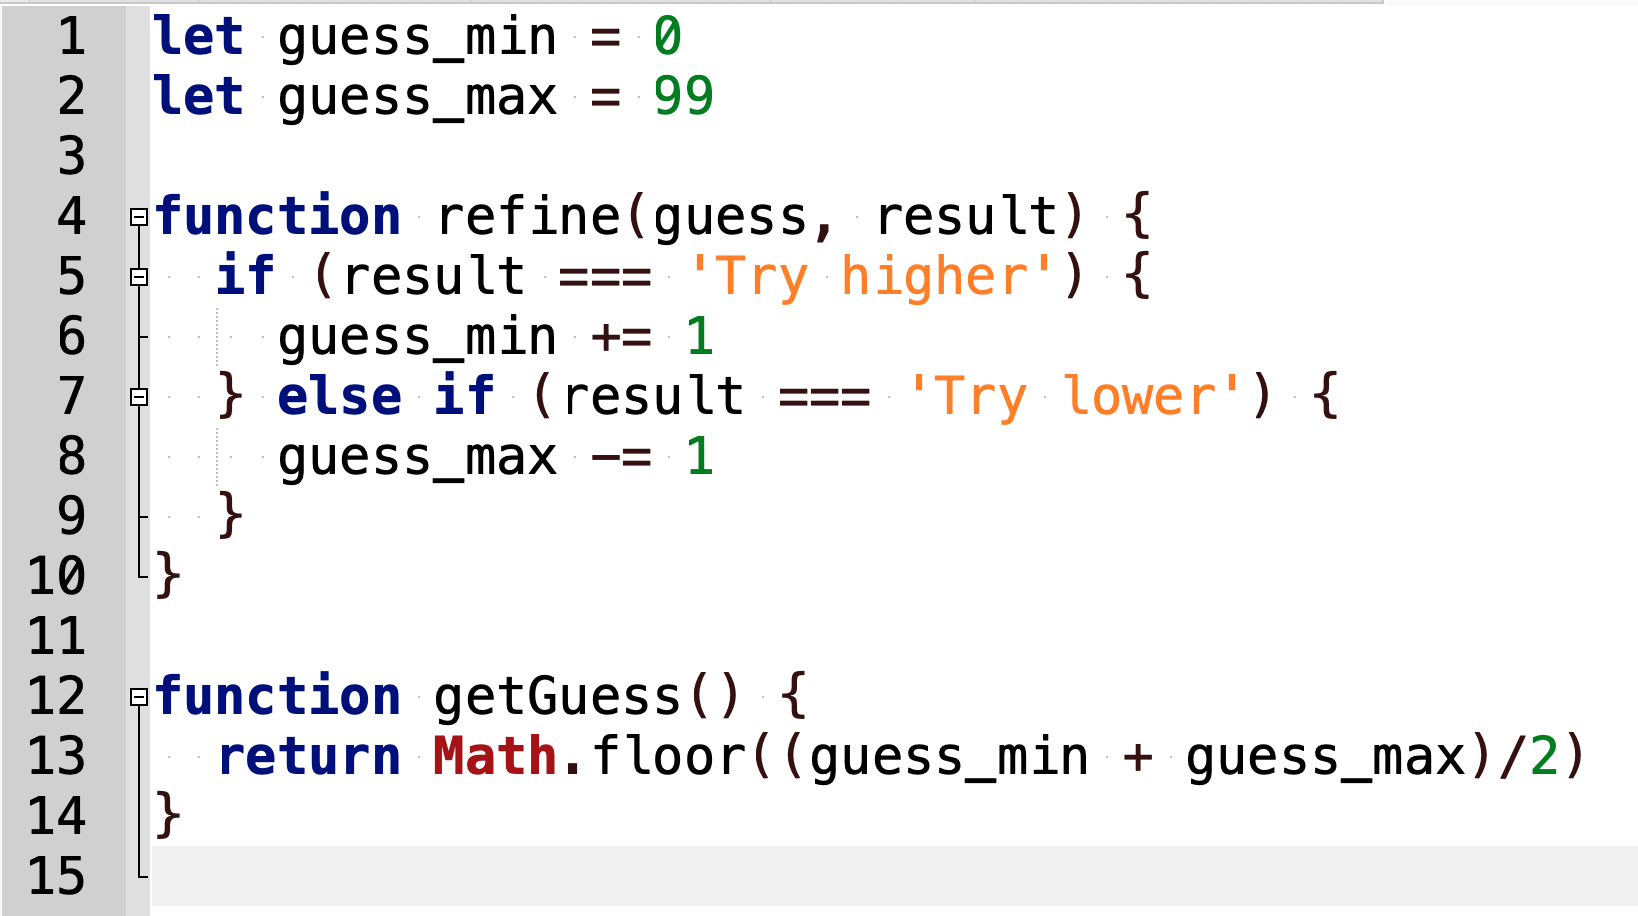 1 let guess_min = 0
2 let guess_max = 99
3
4 function refine(guess, result) {
5   if (result === 'Try higher') {
6     guess_min += 1
7   } else if (result === 'Try lower') {
8     guess_max -= 1
9   }
10 }
11
12 function getGuess() {
13   return Math.floor((guess_min + guess_max)/2)
14 }
15